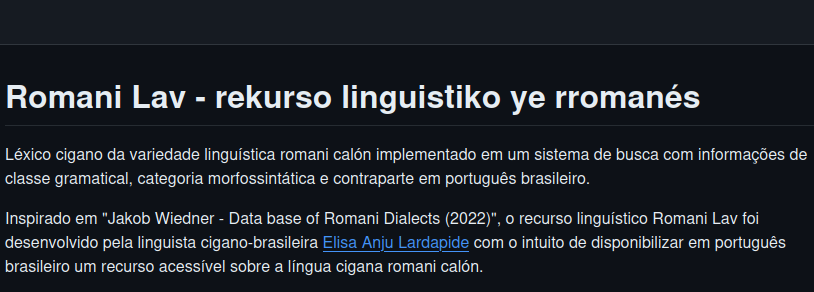 Romani Lav - rekurso linguistiko ye rromanés
Léxico cigano da variedade linguística romani calón implementado em um sistema de busca com informações de
classe gramatical, categoria morfossintática e contraparte em português brasileiro.
Inspirado em "Jakob Wiedner - Data base of Romani Dialects (2022)", o recurso linguístico Romani Lav foi
desenvolvido pela linguista cigano-brasileira Elisa Anju Lardapide com o intuito de disponibilizar em português
brasileiro um recurso acessível sobre a língua cigana romani calón.